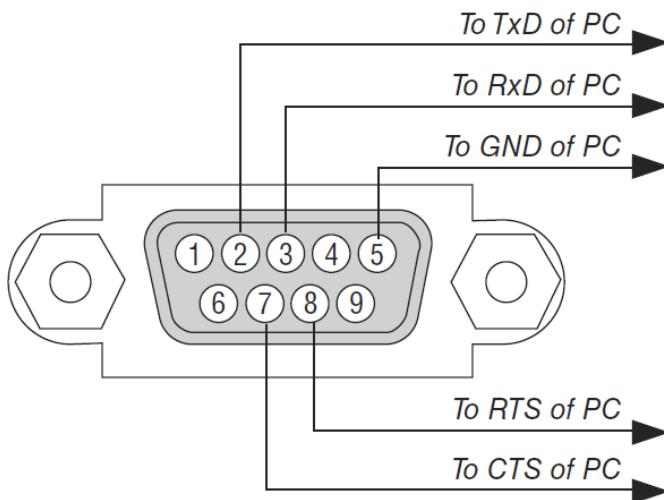 To TxD of PC
To RxD of PC
To GND of PC
1 2 3 4 5
6 7 8 9
To RTS of PC
To CTS of PC